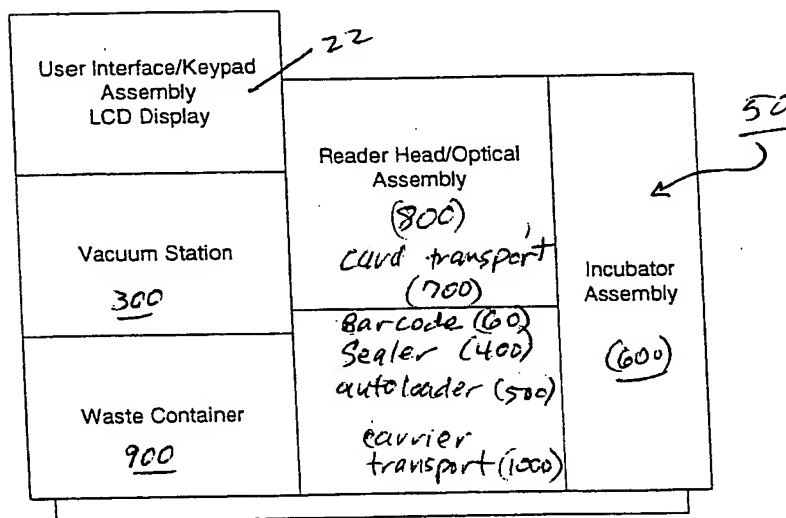 User Interface/Keypad
Assembly
LCD Display
22
Vacuum Station
300
Waste Container
900
Reader Head/Optical
Assembly
(800)
card transport
(700)
Barcode (60)
Sealer (400)
autoloader (500)
carrier
transport (1000)
50
Incubator
Assembly
(600)